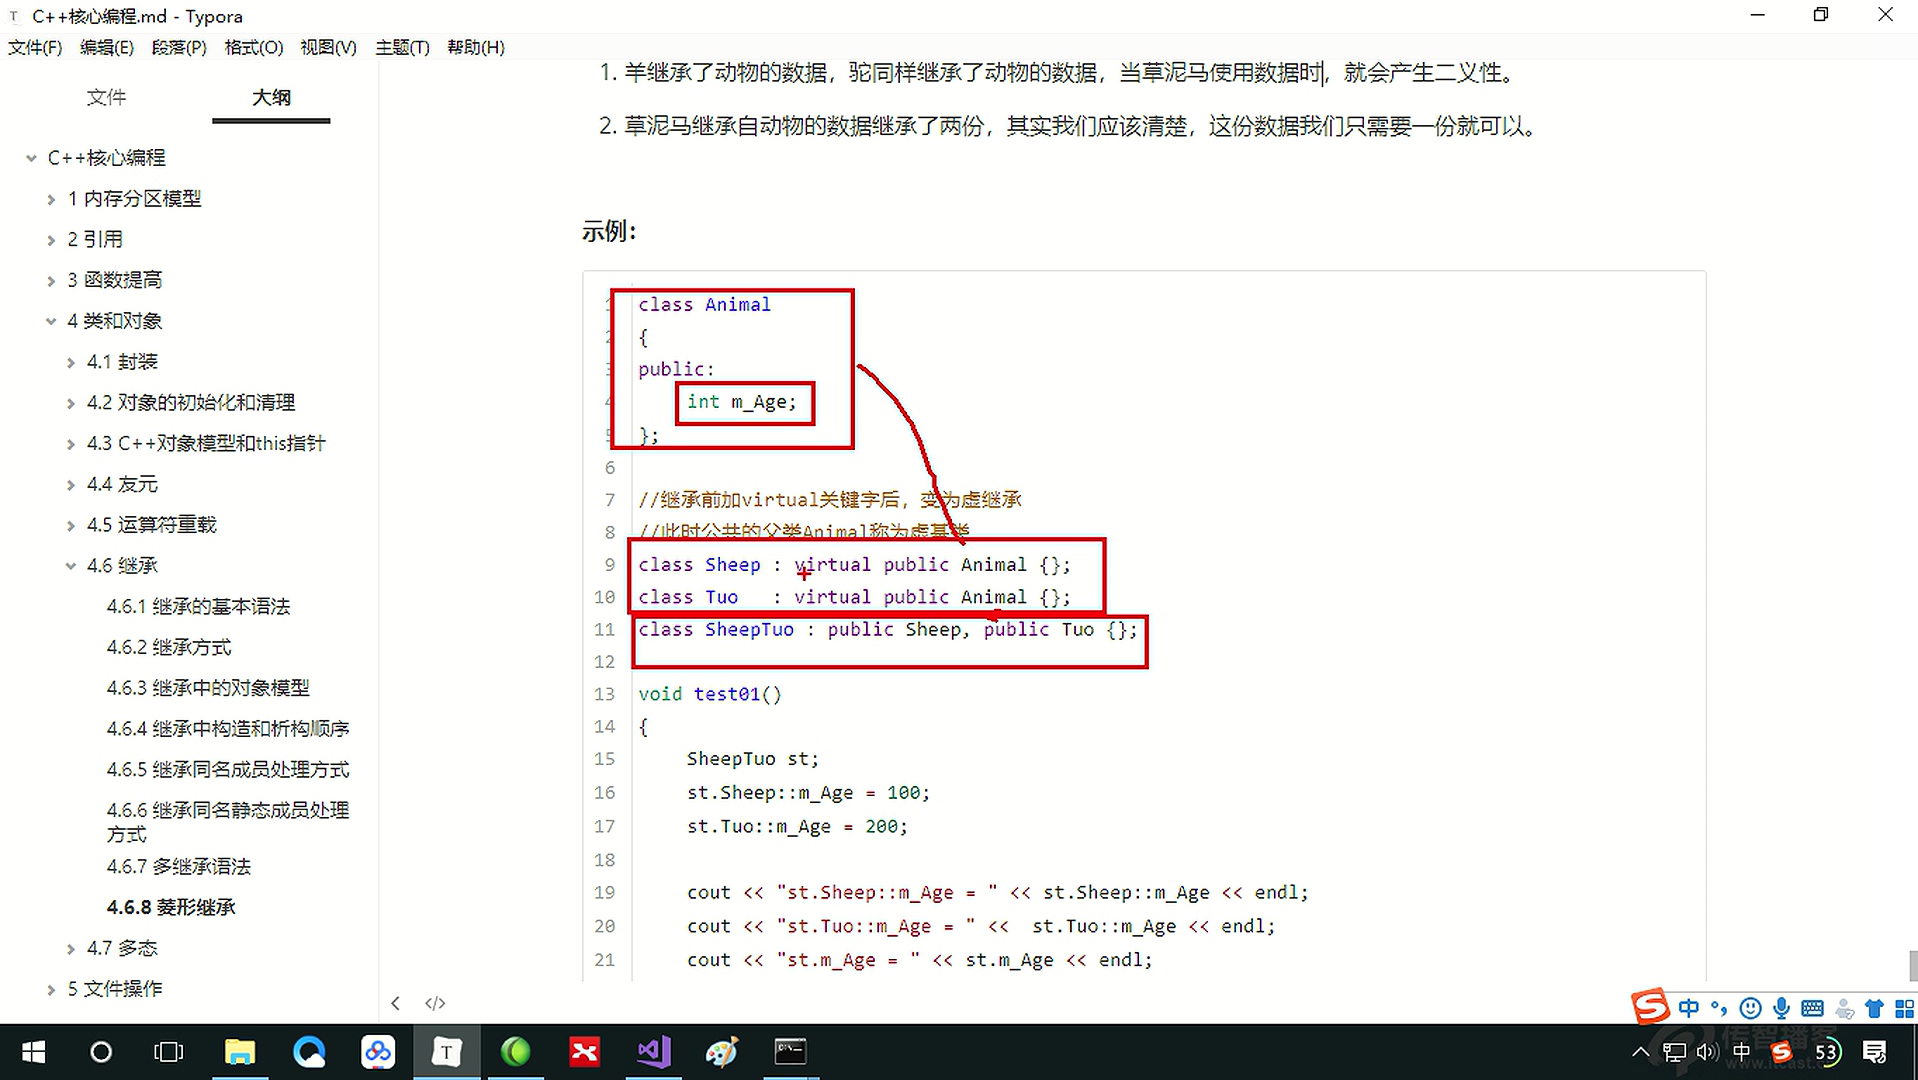 C++核心编程.md - Typora
文件(F) 编辑(E) 段落(P) 格式(O) 视图(V) 主题(T) 帮助(H)
文件 大纲
C++核心编程
1 内存分区模型
2 引用
3 函数提高
4 类和对象
4.1 封装
4.2 对象的初始化和清理
4.3 C++对象模型和this指针
4.4 友元
4.5 运算符重载
4.6 继承
4.6.1 继承的基本语法
4.6.2 继承方式
4.6.3 继承中的对象模型
4.6.4 继承中构造和析构顺序
4.6.5 继承同名成员处理方式
4.6.6 继承同名静态成员处理
方式
4.6.7 多继承语法
4.6.8 菱形继承
4.7 多态
5 文件操作
1. 羊继承了动物的数据，驼同样继承了动物的数据，当草泥马使用数据时，就会产生二义性。
2. 草泥马继承自动物的数据继承了两份，其实我们应该清楚，这份数据我们只需要一份就可以。
示例：
1 class Animal
2 {
3 public:
4 int m_Age;
5 };
6
7 //继承前加virtual关键字后，变为虚继承
8 //此时公共的父类Animal称为虚基类
9 class Sheep : virtual public Animal {};
10 class Tuo : virtual public Animal {};
11 class SheepTuo : public Sheep, public Tuo {};
12
13 void test01()
14 {
15 SheepTuo st;
16 st.Sheep::m_Age = 100;
17 st.Tuo::m_Age = 200;
18
19 cout << "st.Sheep::m_Age = " << st.Sheep::m_Age << endl;
20 cout << "st.Tuo::m_Age = " << st.Tuo::m_Age << endl;
21 cout << "st.m_Age = " << st.m_Age << endl;
中
中 53
传智播客